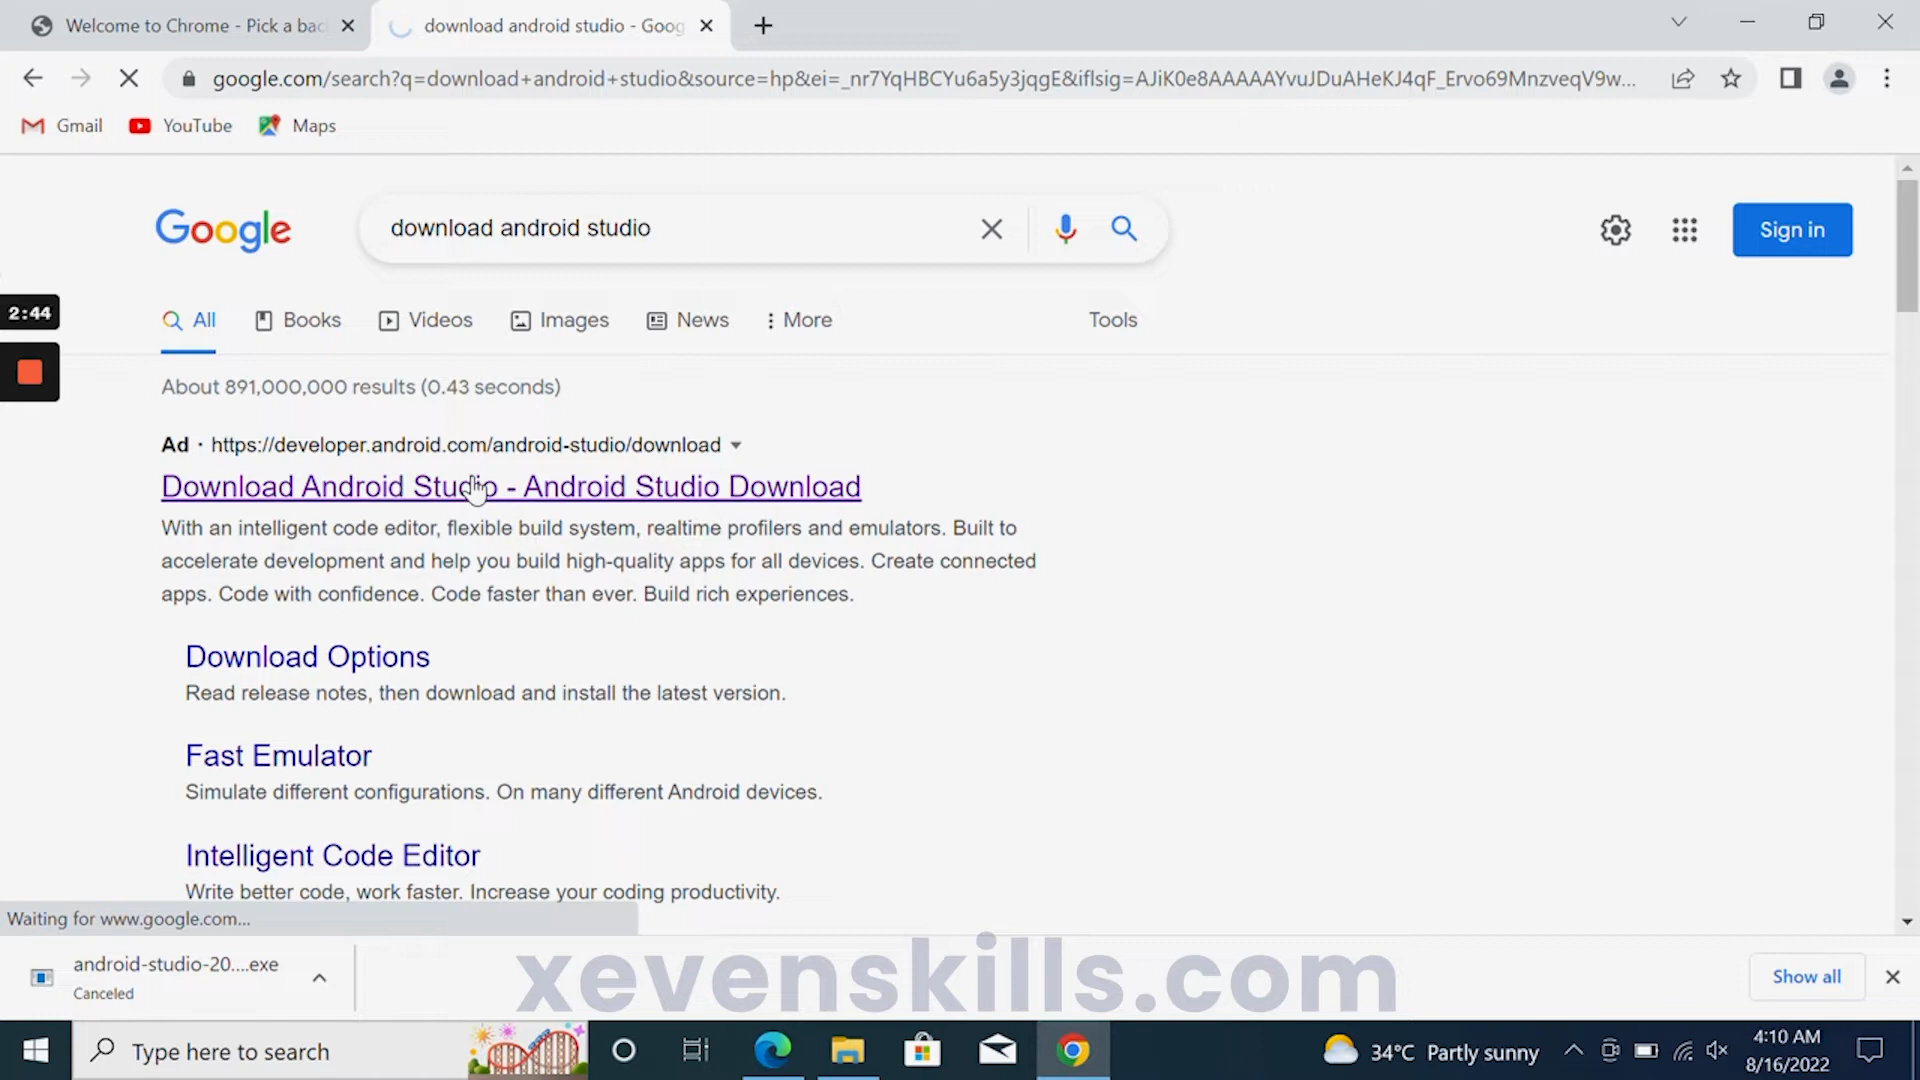 Welcome to Chrome - Pick a bac
download android studio - Goog
google.com/search?q=download+android+studio&source=hp&ei=_nr7YqHBCYu6a5y3jqgE&iflsig=AJiK0e8AAAAAYvuJDuAHeKJ4qF_Ervo69MnzveqV9w...
Gmail YouTube Maps
Google
download android studio
Sign in
2:44
All Books Videos Images News More Tools
About 891,000,000 results (0.43 seconds)
Ad · https://developer.android.com/android-studio/download
Download Android Studio - Android Studio Download
With an intelligent code editor, flexible build system, realtime profilers and emulators. Built to
accelerate development and help you build high-quality apps for all devices. Create connected
apps. Code with confidence. Code faster than ever. Build rich experiences.
Download Options
Read release notes, then download and install the latest version.
Fast Emulator
Simulate different configurations. On many different Android devices.
Intelligent Code Editor
Write better code, work faster. Increase your coding productivity.
Waiting for www.google.com...
android-studio-20....exe
Canceled
xevenskills.com
Show all
Type here to search
34°C Partly sunny
4:10 AM
8/16/2022